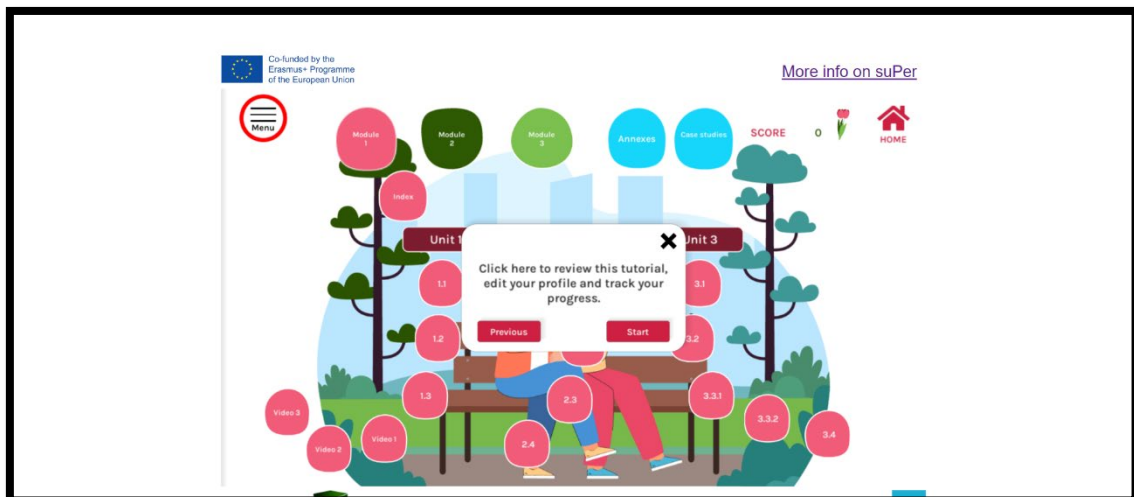 Co-funded by the
Erasmus+ Programme
of the European Union
More info on suPer
Menu
Module
1
Module
2
Module
3
Annexes
Case studies
SCORE
0
HOME
Index
Unit 1
Unit 3
Click here to review this tutorial,
edit your profile and track your
progress.
Previous
Start
1.1
3.1
1.2
3.2
1.3
2.3
3.3.1
3.3.2
3.4
Video 3
Video 2
Video 1
2.4